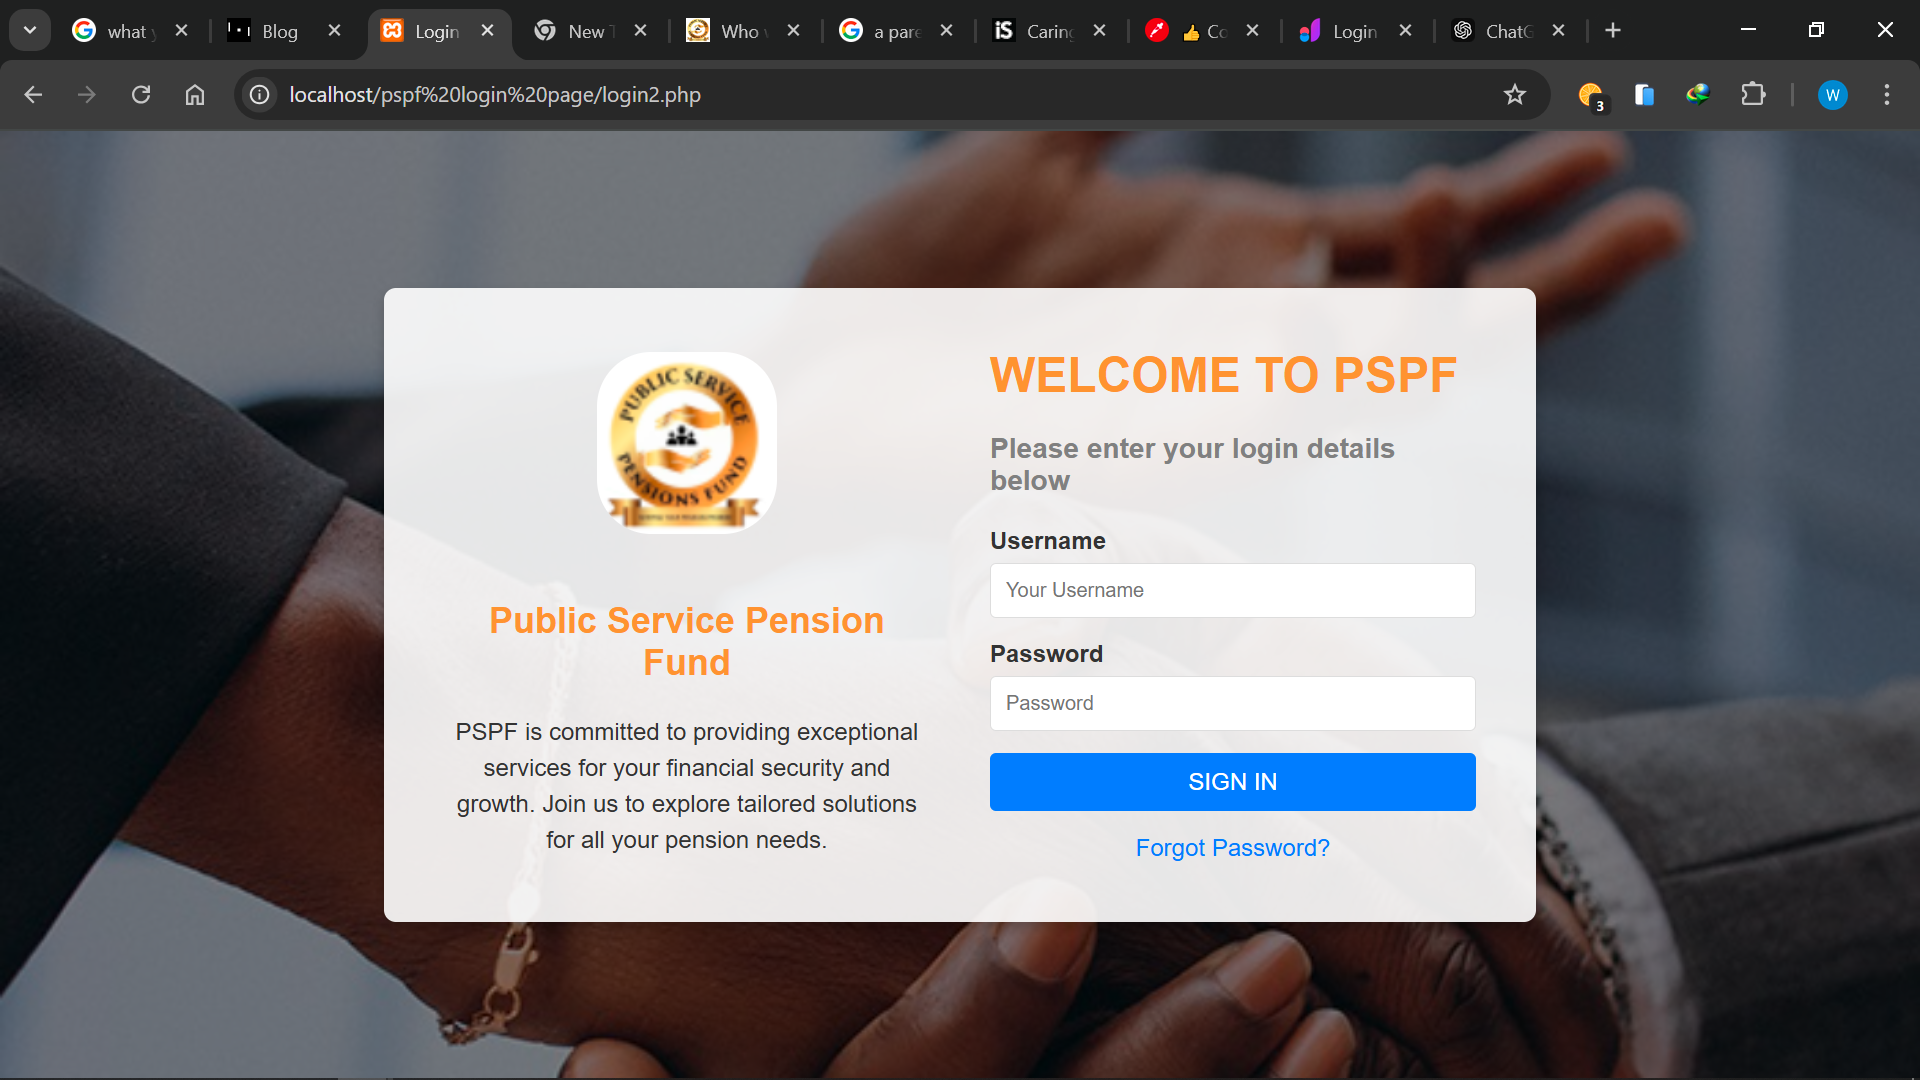 what y
Blog
Login
New T
Who w
a pare
Caring
👍 Co
Login
ChatG
localhost/pspf%20login%20page/login2.php
3
W
PUBLIC SERVICE
PENSIONS FUND
WELCOME TO PSPF
Please enter your login details
below
Username
Your Username
Password
Password
SIGN IN
Forgot Password?
Public Service Pension
Fund
PSPF is committed to providing exceptional
services for your financial security and
growth. Join us to explore tailored solutions
for all your pension needs.